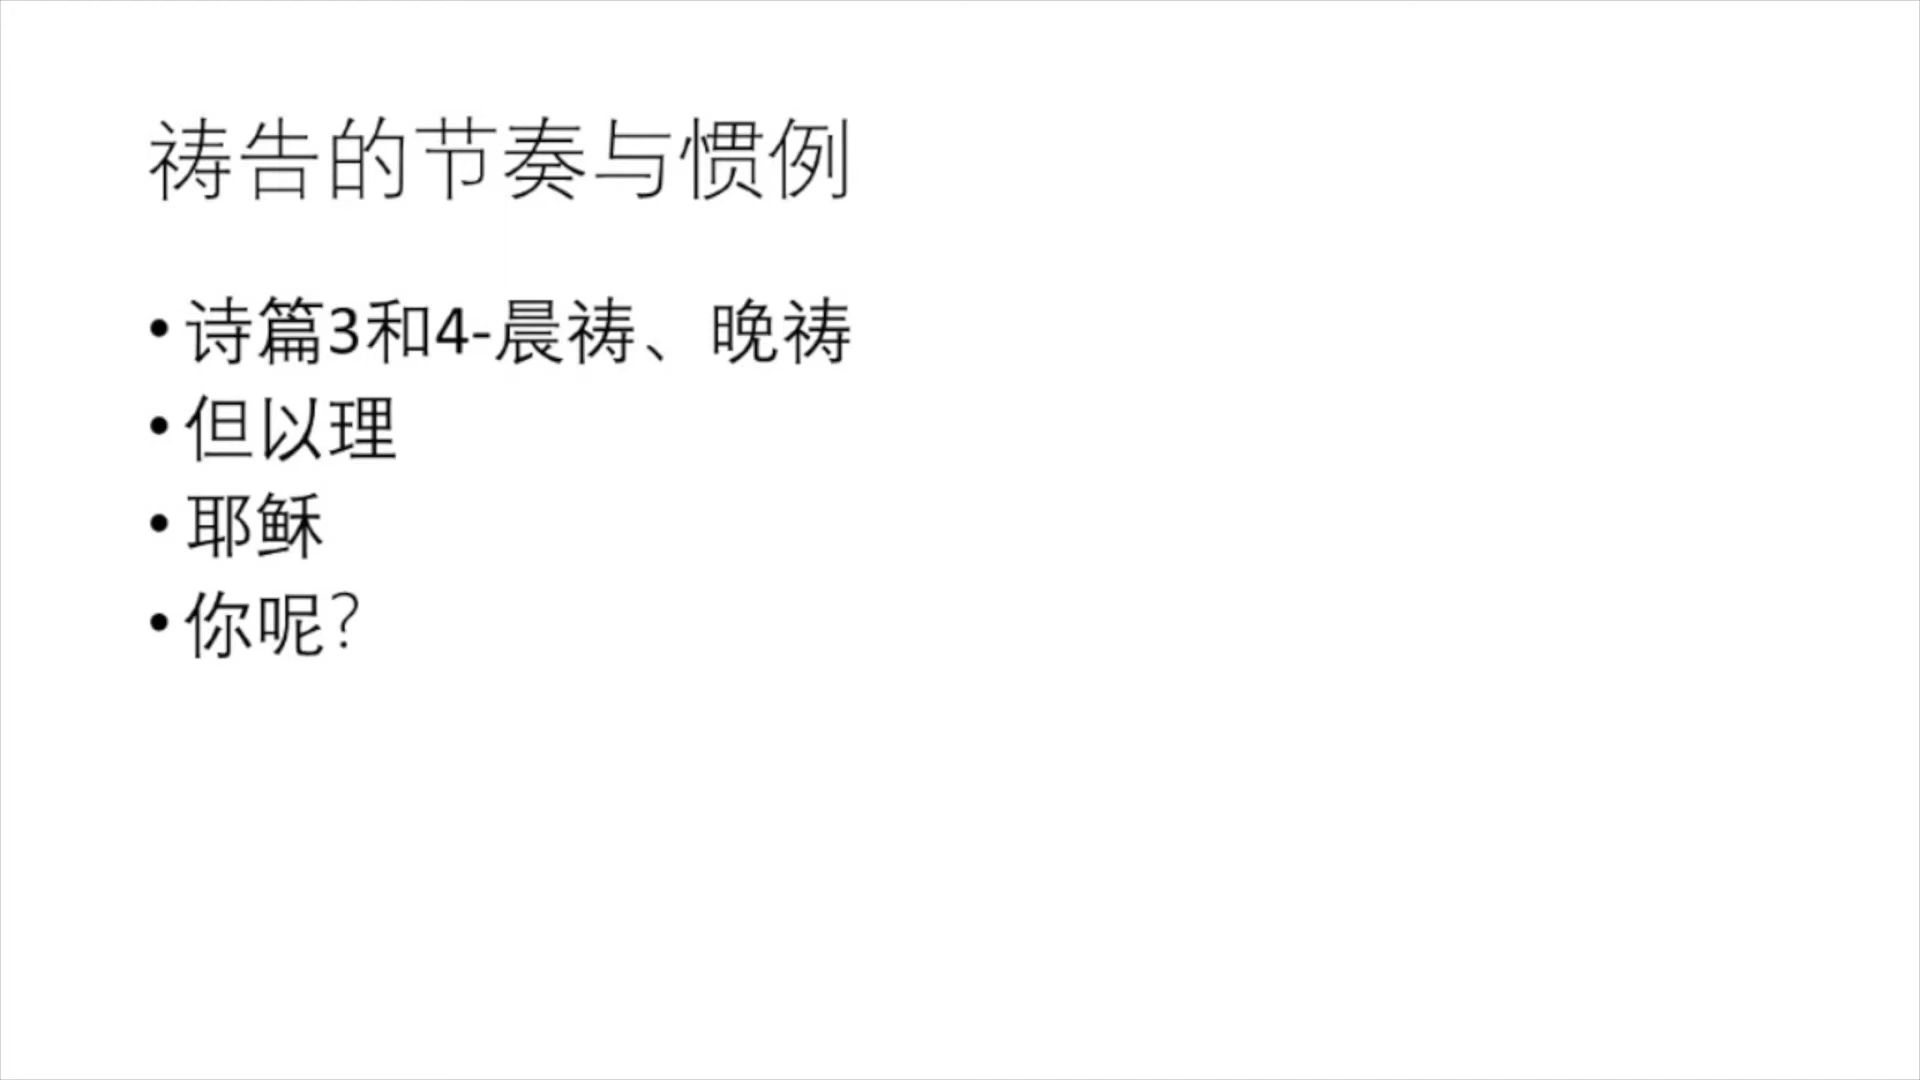 祷告的节奏与惯例
• 诗篇3和4-晨祷、晚祷
• 但以理
• 耶稣
• 你呢?